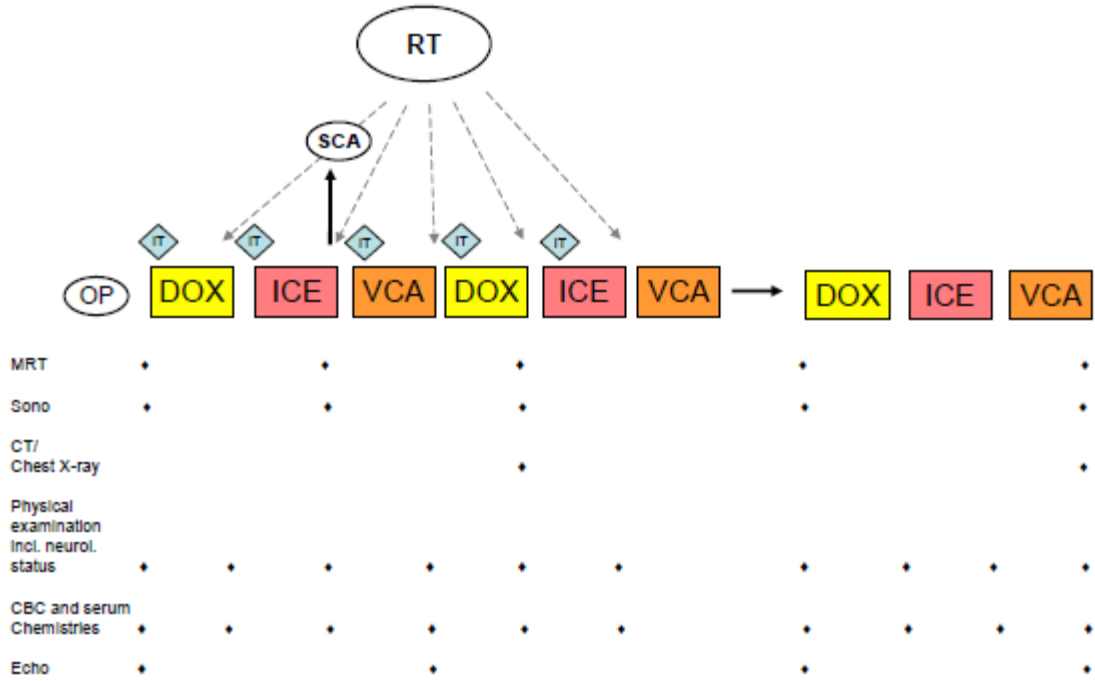 RT
SCA
IT IT IT IT IT
OP DOX ICE VCA DOX ICE VCA DOX ICE VCA
MRT
Sono
CT/
Chest X-ray
Physical
examination
incl. neurol.
status
CBC and serum
Chemistries
Echo